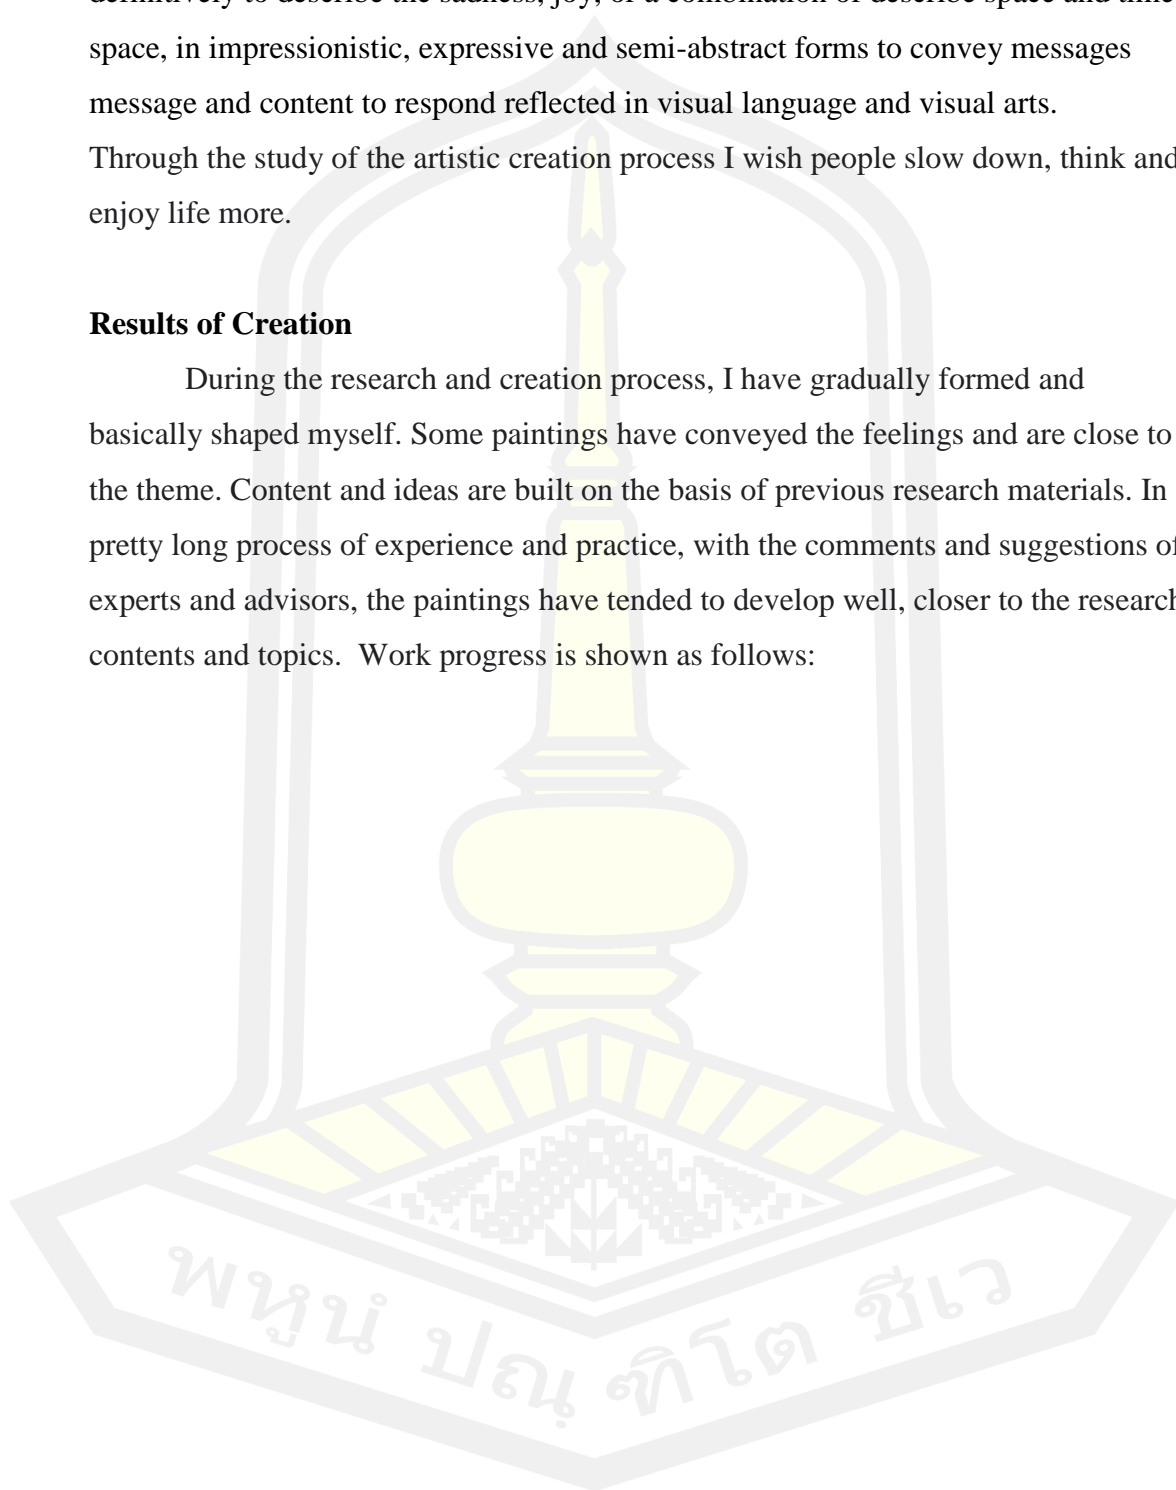 definitively to describe the sadness, joy, or a combination of describe space and time
space, in impressionistic, expressive and semi-abstract forms to convey messages
message and content to respond reflected in visual language and visual arts.
Through the study of the artistic creation process I wish people slow down, think and
enjoy life more.
Results of Creation
During the research and creation process, I have gradually formed and
basically shaped myself. Some paintings have conveyed the feelings and are close to
the theme. Content and ideas are built on the basis of previous research materials. In
pretty long process of experience and practice, with the comments and suggestions of
experts and advisors, the paintings have tended to develop well, closer to the research
contents and topics.  Work progress is shown as follows:
พหูนํ ปณฺฑิโต ชีเว